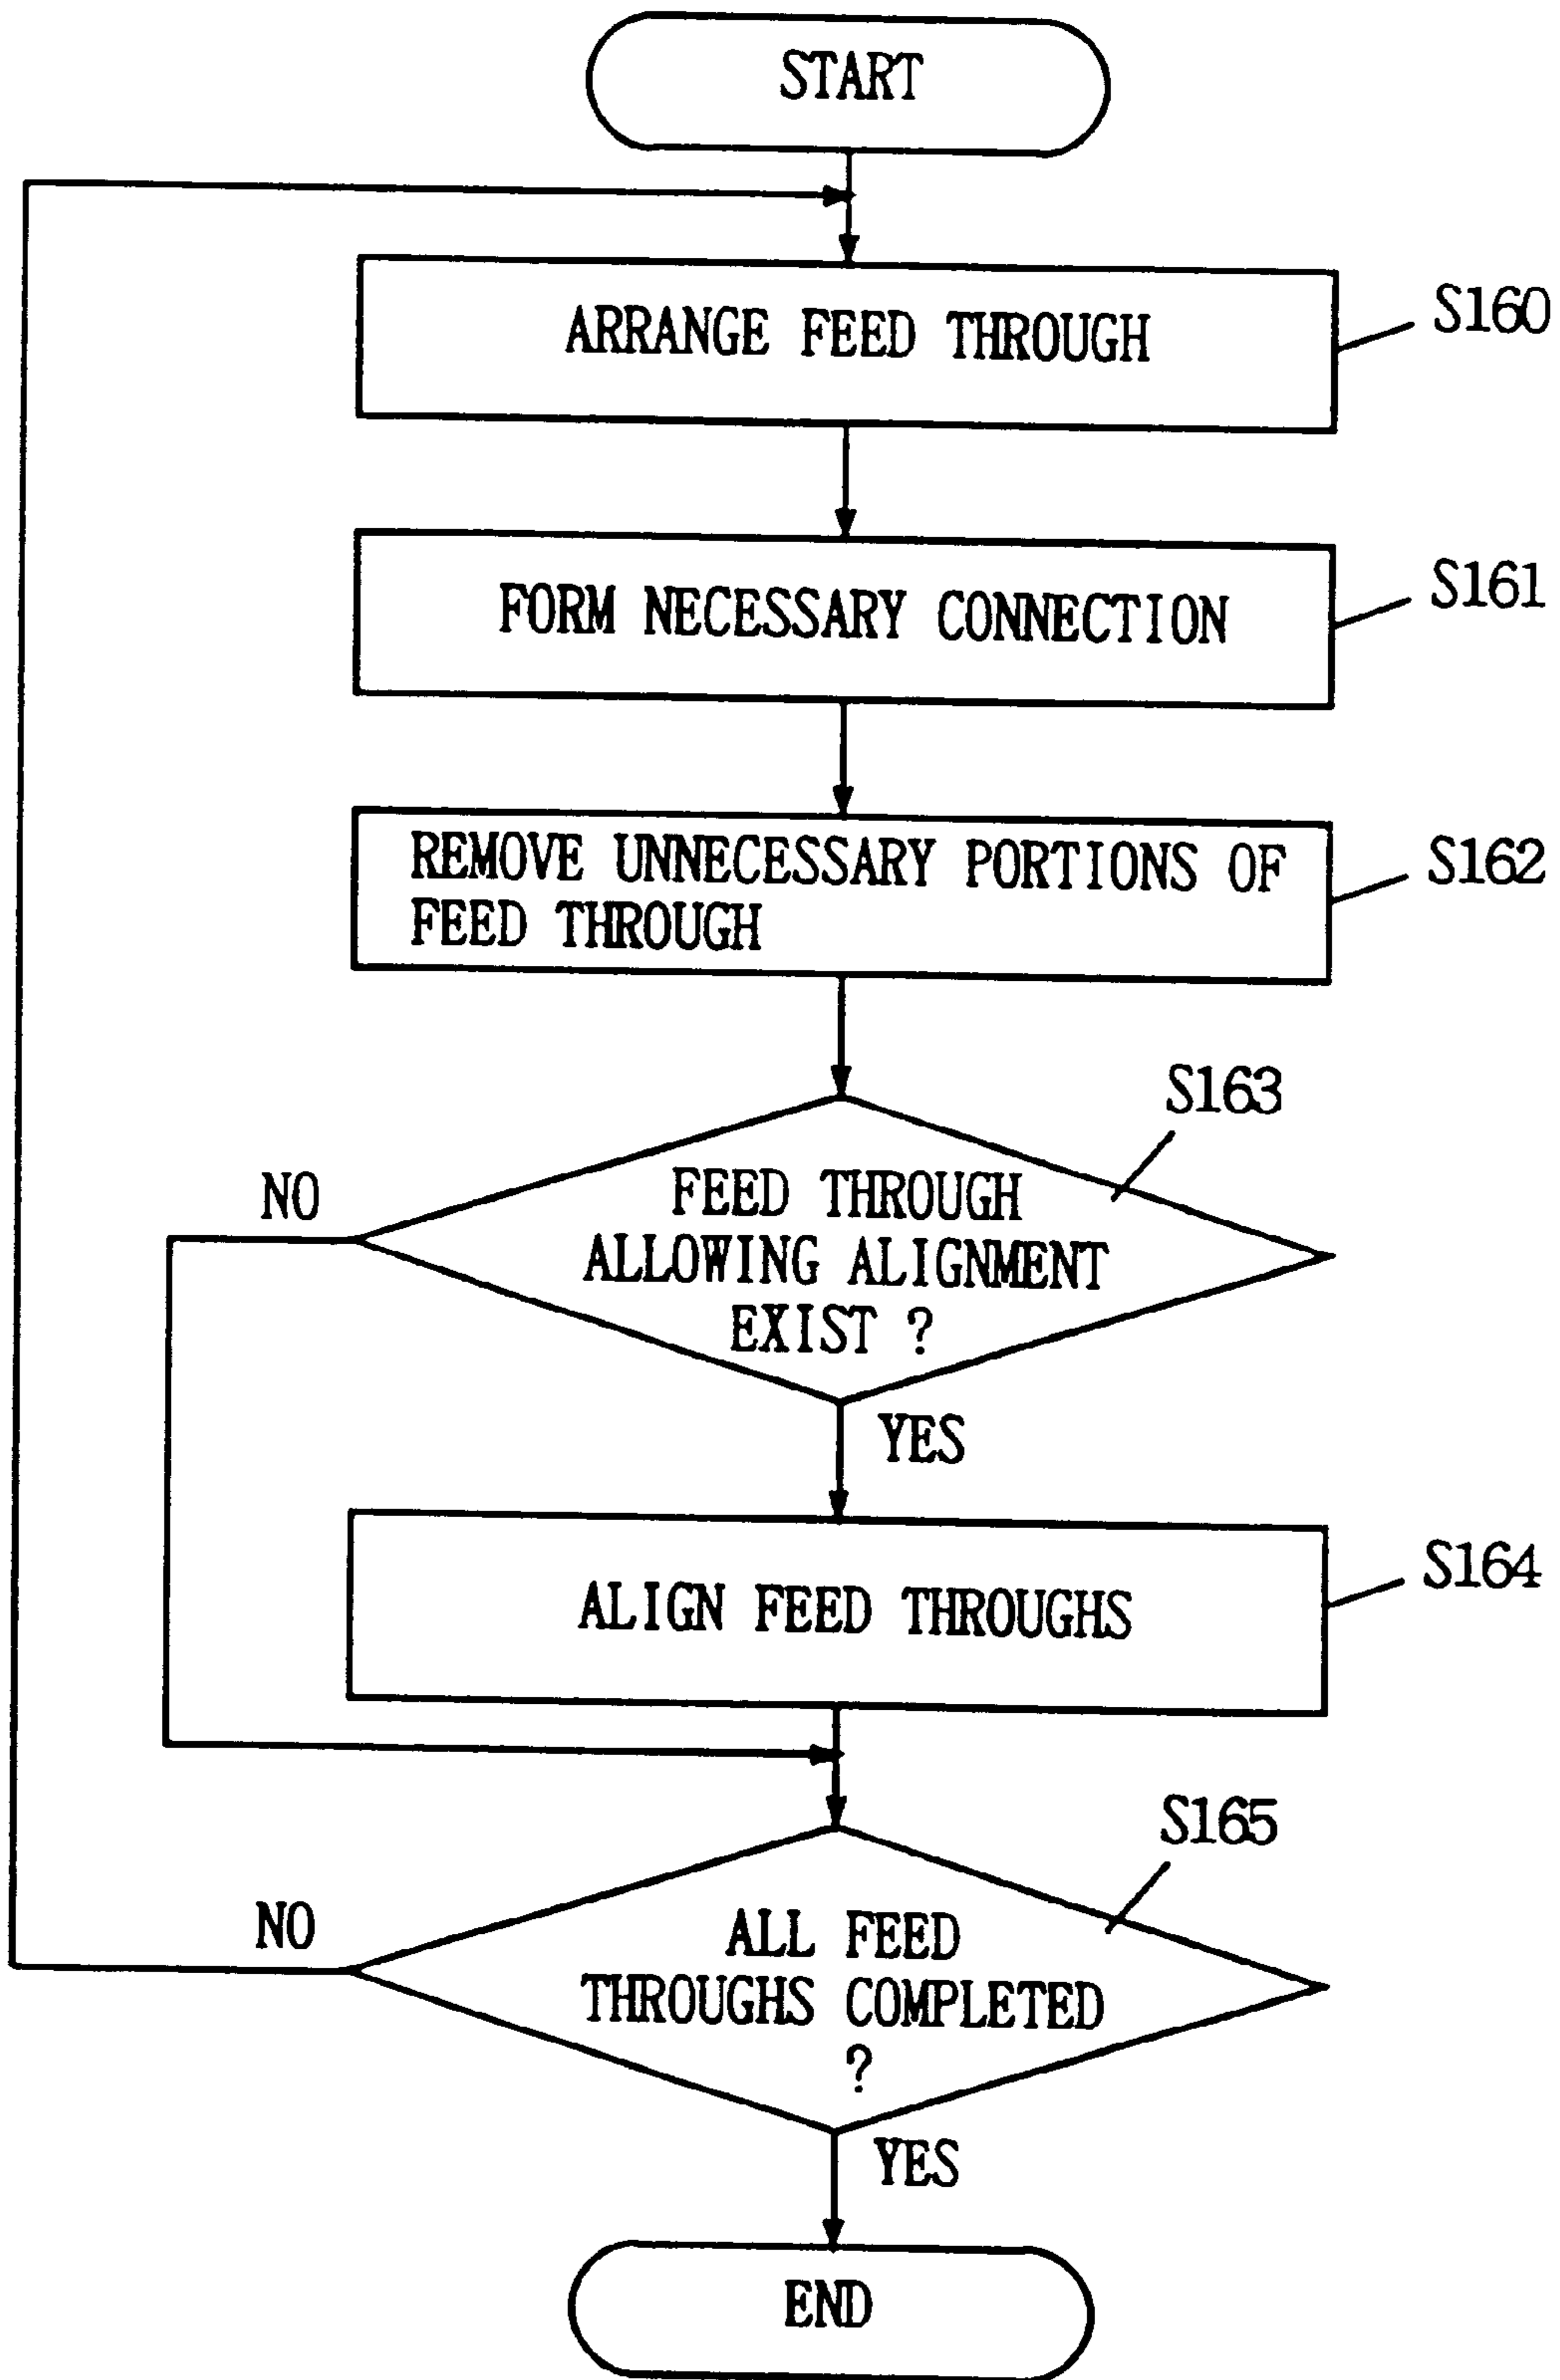 START
ARRANGE FEED THROUGH
S160
FORM NECESSARY CONNECTION
S161
REMOVE UNNECESSARY PORTIONS OF
FEED THROUGH
S162
S163
NO
FEED THROUGH
ALLOWING ALIGNMENT
EXIST ?
YES
ALIGN FEED THROUGHS
S164
S165
NO
ALL FEED
THROUGHS COMPLETED
?
YES
END